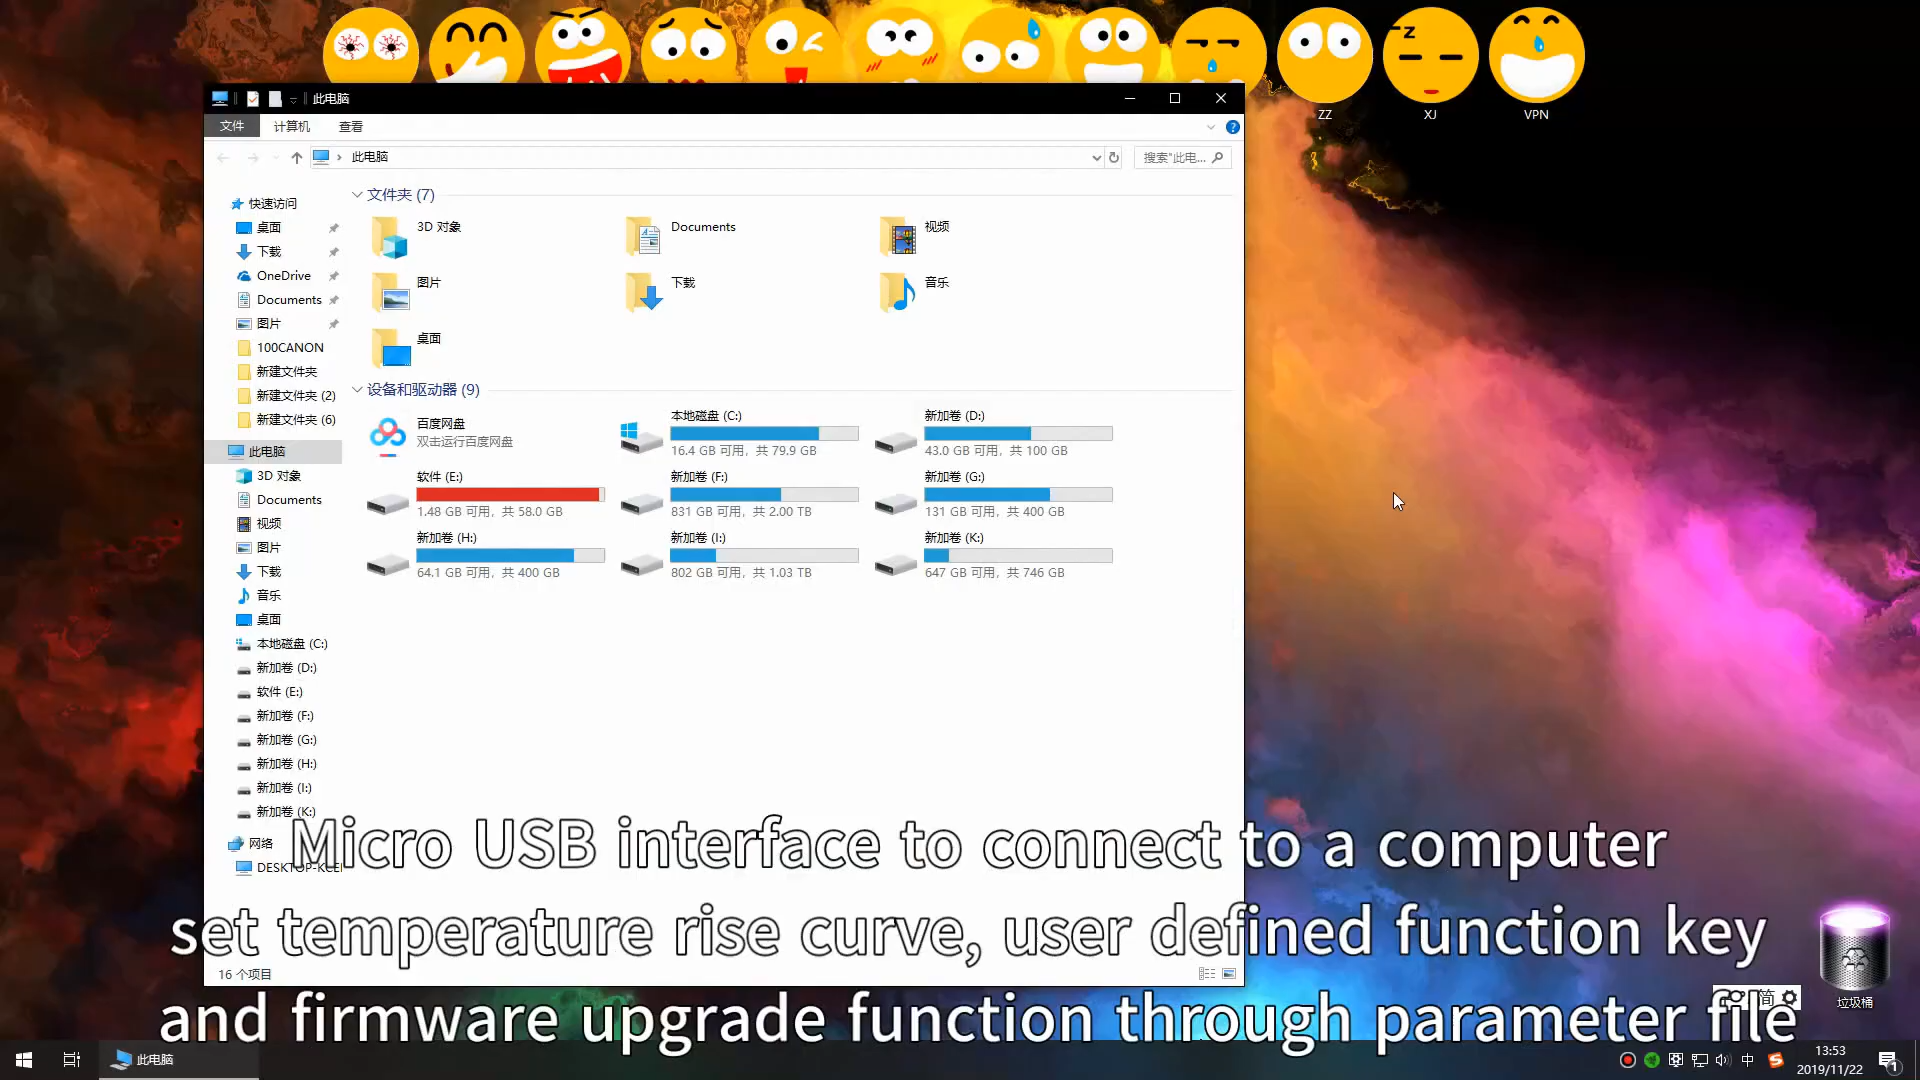 ZZ
XJ
VPN
此电脑
文件
计算机
查看
此电脑
搜索"此电...
快速访问
桌面
下载
OneDrive
Documents
图片
100CANON
新建文件夹
新建文件夹 (2)
新建文件夹 (6)
此电脑
3D 对象
Documents
视频
图片
下载
音乐
桌面
本地磁盘 (C:)
新加卷 (D:)
软件 (E:)
新加卷 (F:)
新加卷 (G:)
新加卷 (H:)
新加卷 (I:)
新加卷 (K:)
网络
文件夹 (7)
3D 对象
Documents
视频
图片
下载
音乐
桌面
设备和驱动器 (9)
百度网盘
双击运行百度网盘
本地磁盘 (C:)
16.4 GB 可用，共 79.9 GB
新加卷 (D:)
43.0 GB 可用，共 100 GB
软件 (E:)
1.48 GB 可用，共 58.0 GB
新加卷 (F:)
831 GB 可用，共 2.00 TB
新加卷 (G:)
131 GB 可用，共 400 GB
新加卷 (H:)
64.1 GB 可用，共 400 GB
新加卷 (I:)
802 GB 可用，共 1.03 TB
新加卷 (K:)
647 GB 可用，共 746 GB
16 个项目
Micro USB interface to connect to a computer
set temperature rise curve, user defined function key
and firmware upgrade function through parameter file
简
垃圾桶
此电脑
中
13:53
2019/11/22
1